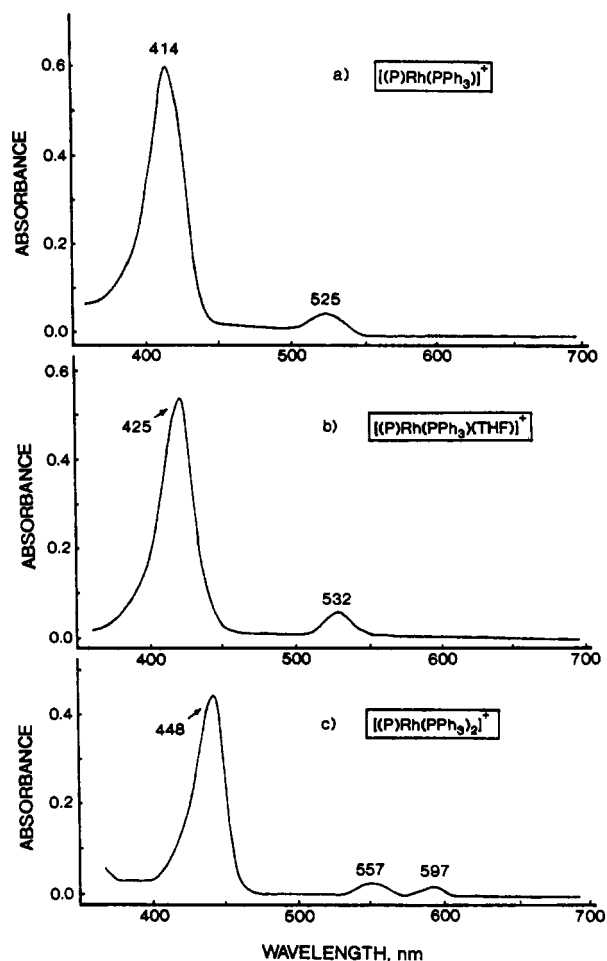 414
a) [(P)Rh(PPh₃)]⁺
0.6
0.4
0.2
0.0
525
ABSORBANCE
400 500 600 700
0.6
425
b) [(P)Rh(PPh₃)(THF)]⁺
0.4
0.2
0.0
532
ABSORBANCE
400 500 600 700
0.4
448
c) [(P)Rh(PPh₃)₂]⁺
0.2
0.0
557 597
ABSORBANCE
400 500 600 700
WAVELENGTH, nm